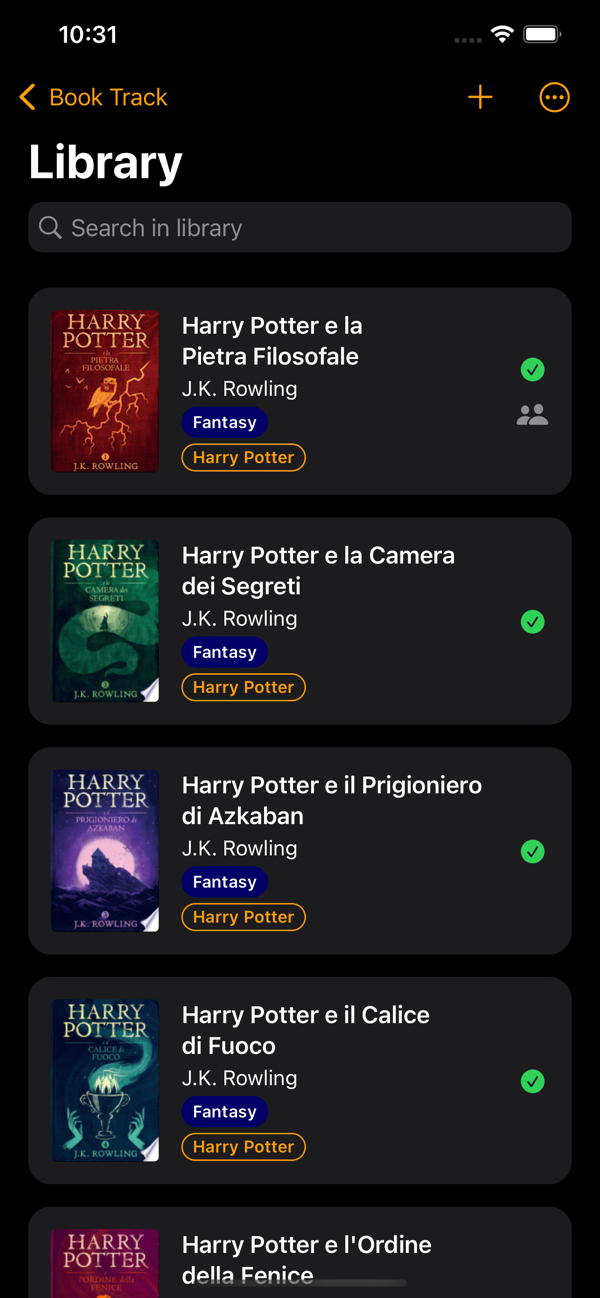 10:31
Book Track
Library
Search in library
HARRY
POTTER
e la
PIETRA
FILOSOFALE
1
J.K. ROWLING
Harry Potter e la
Pietra Filosofale
J.K. Rowling
Fantasy
Harry Potter
HARRY
POTTER
e la
CAMERA dei
SEGRETI
J.K. ROWLING
Harry Potter e la Camera
dei Segreti
J.K. Rowling
Fantasy
Harry Potter
HARRY
POTTER
e il
PRIGIONIERO di
AZKABAN
3
J.K. ROWLING
Harry Potter e il Prigioniero
di Azkaban
J.K. Rowling
Fantasy
Harry Potter
HARRY
POTTER
e il
CALICE di
FUOCO
4
J.K. ROWLING
Harry Potter e il Calice
di Fuoco
J.K. Rowling
Fantasy
Harry Potter
HARRY
POTTER
L'ORDINE della
FENICE
Harry Potter e l'Ordine
della Fenice